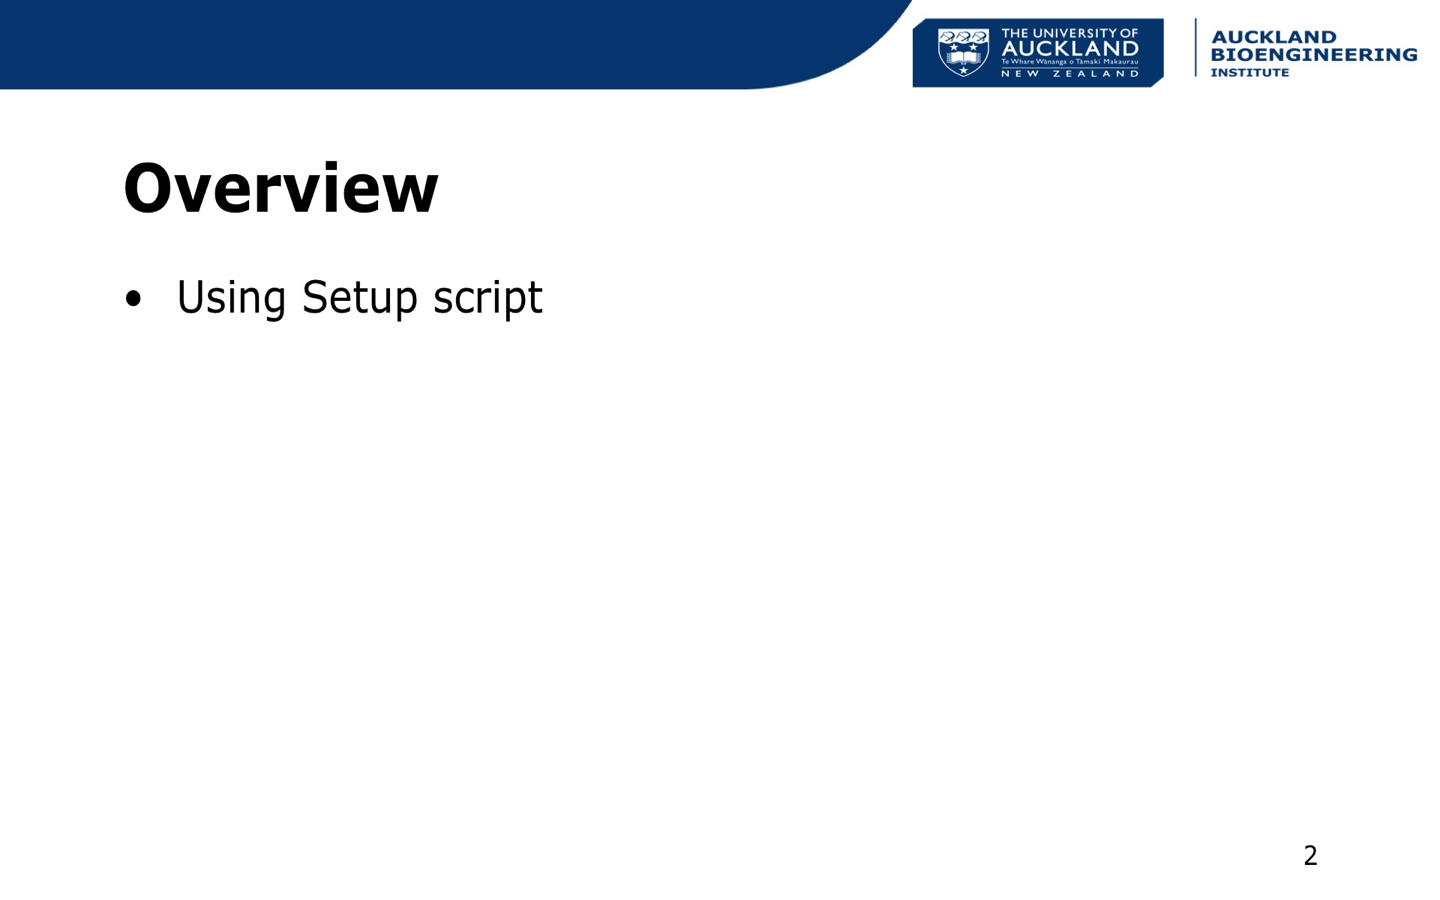 THE UNIVERSITY OF
AUCKLAND
Te Whare Wānanga o Tāmaki Makaurau
NEW ZEALAND
AUCKLAND
BIOENGINEERING
INSTITUTE
Overview
• Using Setup script
2